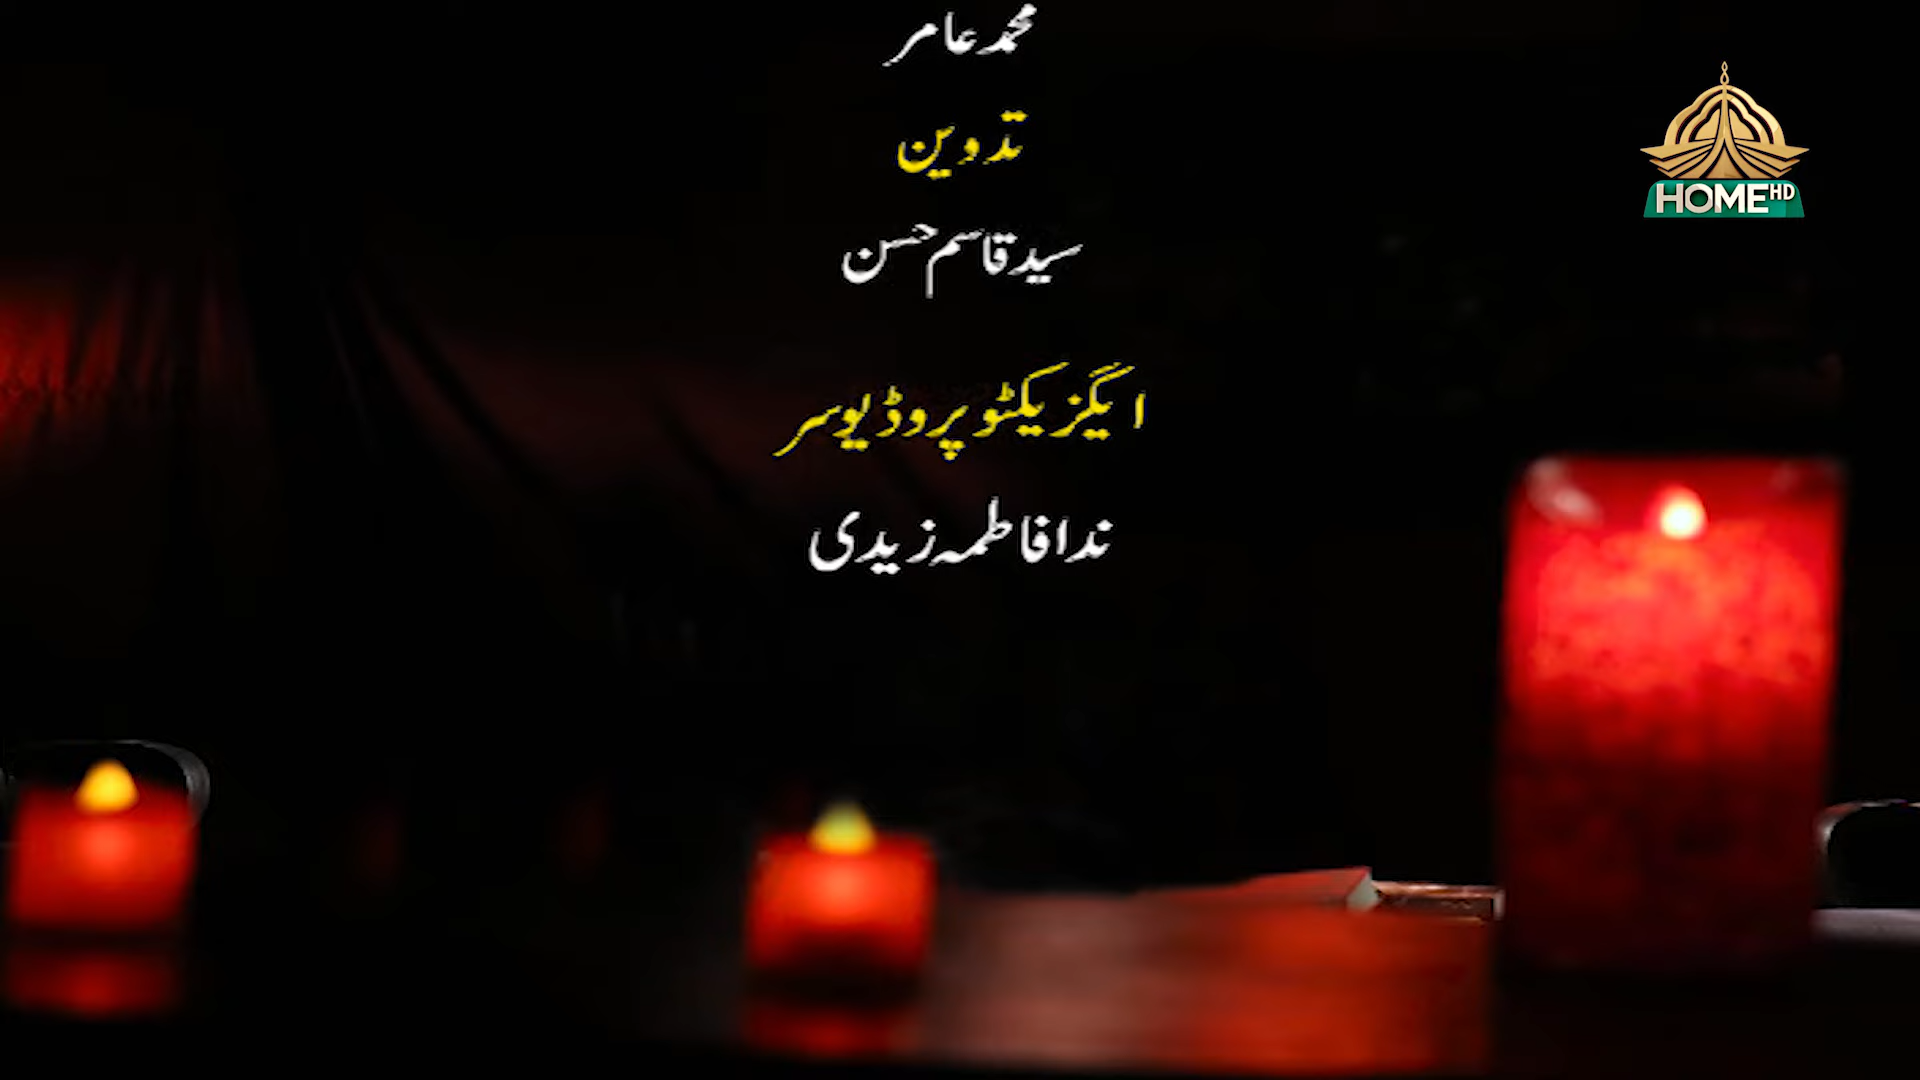 محمد عامر
تدوین
سید قاسم حسن
ایگزیکٹو پروڈیوسر
ندا فاطمہ زیدی
HOME HD